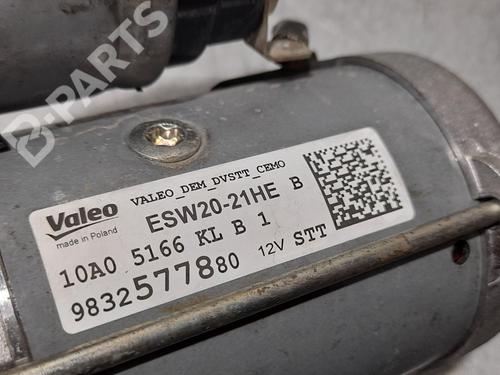 B-PARTS
VALEO_DEM_DVSTT_CEMO
Valeo ESW20-21HE B
made in Poland
10A0 5166 KL B 1
9832577880 12V STT